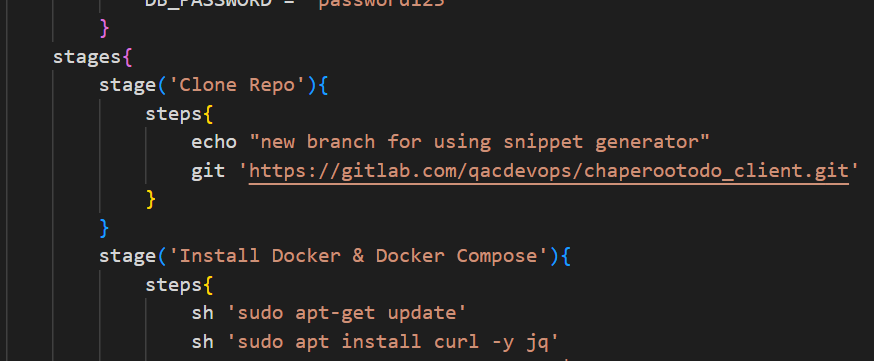 DB_PASSWORD = "password123"
}
stages{
stage('Clone Repo'){
steps{
echo "new branch for using snippet generator"
git 'https://gitlab.com/qacdevops/chaperootodo_client.git'
}
}
stage('Install Docker & Docker Compose'){
steps{
sh 'sudo apt-get update'
sh 'sudo apt install curl -y jq'